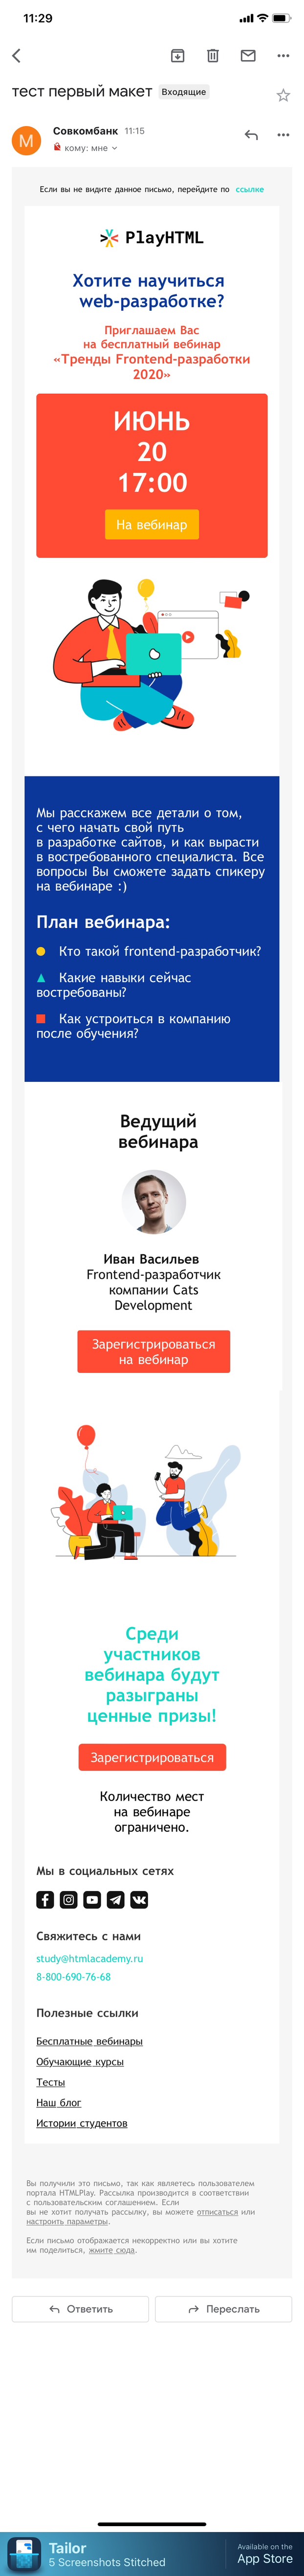 11:29
тест первый макет Входящие
М
Совкомбанк 11:15
кому: мне
Если вы не видите данное письмо, перейдите по ссылке
PlayHTML
Хотите научиться
web-разработке?
Приглашаем Вас
на бесплатный вебинар
«Тренды Frontend-разработки
2020»
ИЮНЬ
20
17:00
На вебинар
Мы расскажем все детали о том,
с чего начать свой путь
в разработке сайтов, и как вырасти
в востребованного специалиста. Все
вопросы Вы сможете задать спикеру
на вебинаре :)
План вебинара:
Кто такой frontend-разработчик?
Какие навыки сейчас
востребованы?
Как устроиться в компанию
после обучения?
Ведущий
вебинара
Иван Васильев
Frontend-разработчик
компании Cats
Development
Зарегистрироваться
на вебинар
Среди
участников
вебинара будут
разыграны
ценные призы!
Зарегистрироваться
Количество мест
на вебинаре
ограничено.
Мы в социальных сетях
Свяжитесь с нами
study@htmlacademy.ru
8-800-690-76-68
Полезные ссылки
Бесплатные вебинары
Обучающие курсы
Тесты
Наш блог
Истории студентов
Вы получили это письмо, так как являетесь пользователем
портала HTMLPlay. Рассылка производится в соответствии
с пользовательским соглашением. Если
вы не хотит получать рассылку, вы можете отписаться или
настроить параметры.
Если письмо отображается некорректно или вы хотите
им поделиться, жмите сюда.
Ответить
Переслать
Tailor
5 Screenshots Stitched
Available on the
App Store